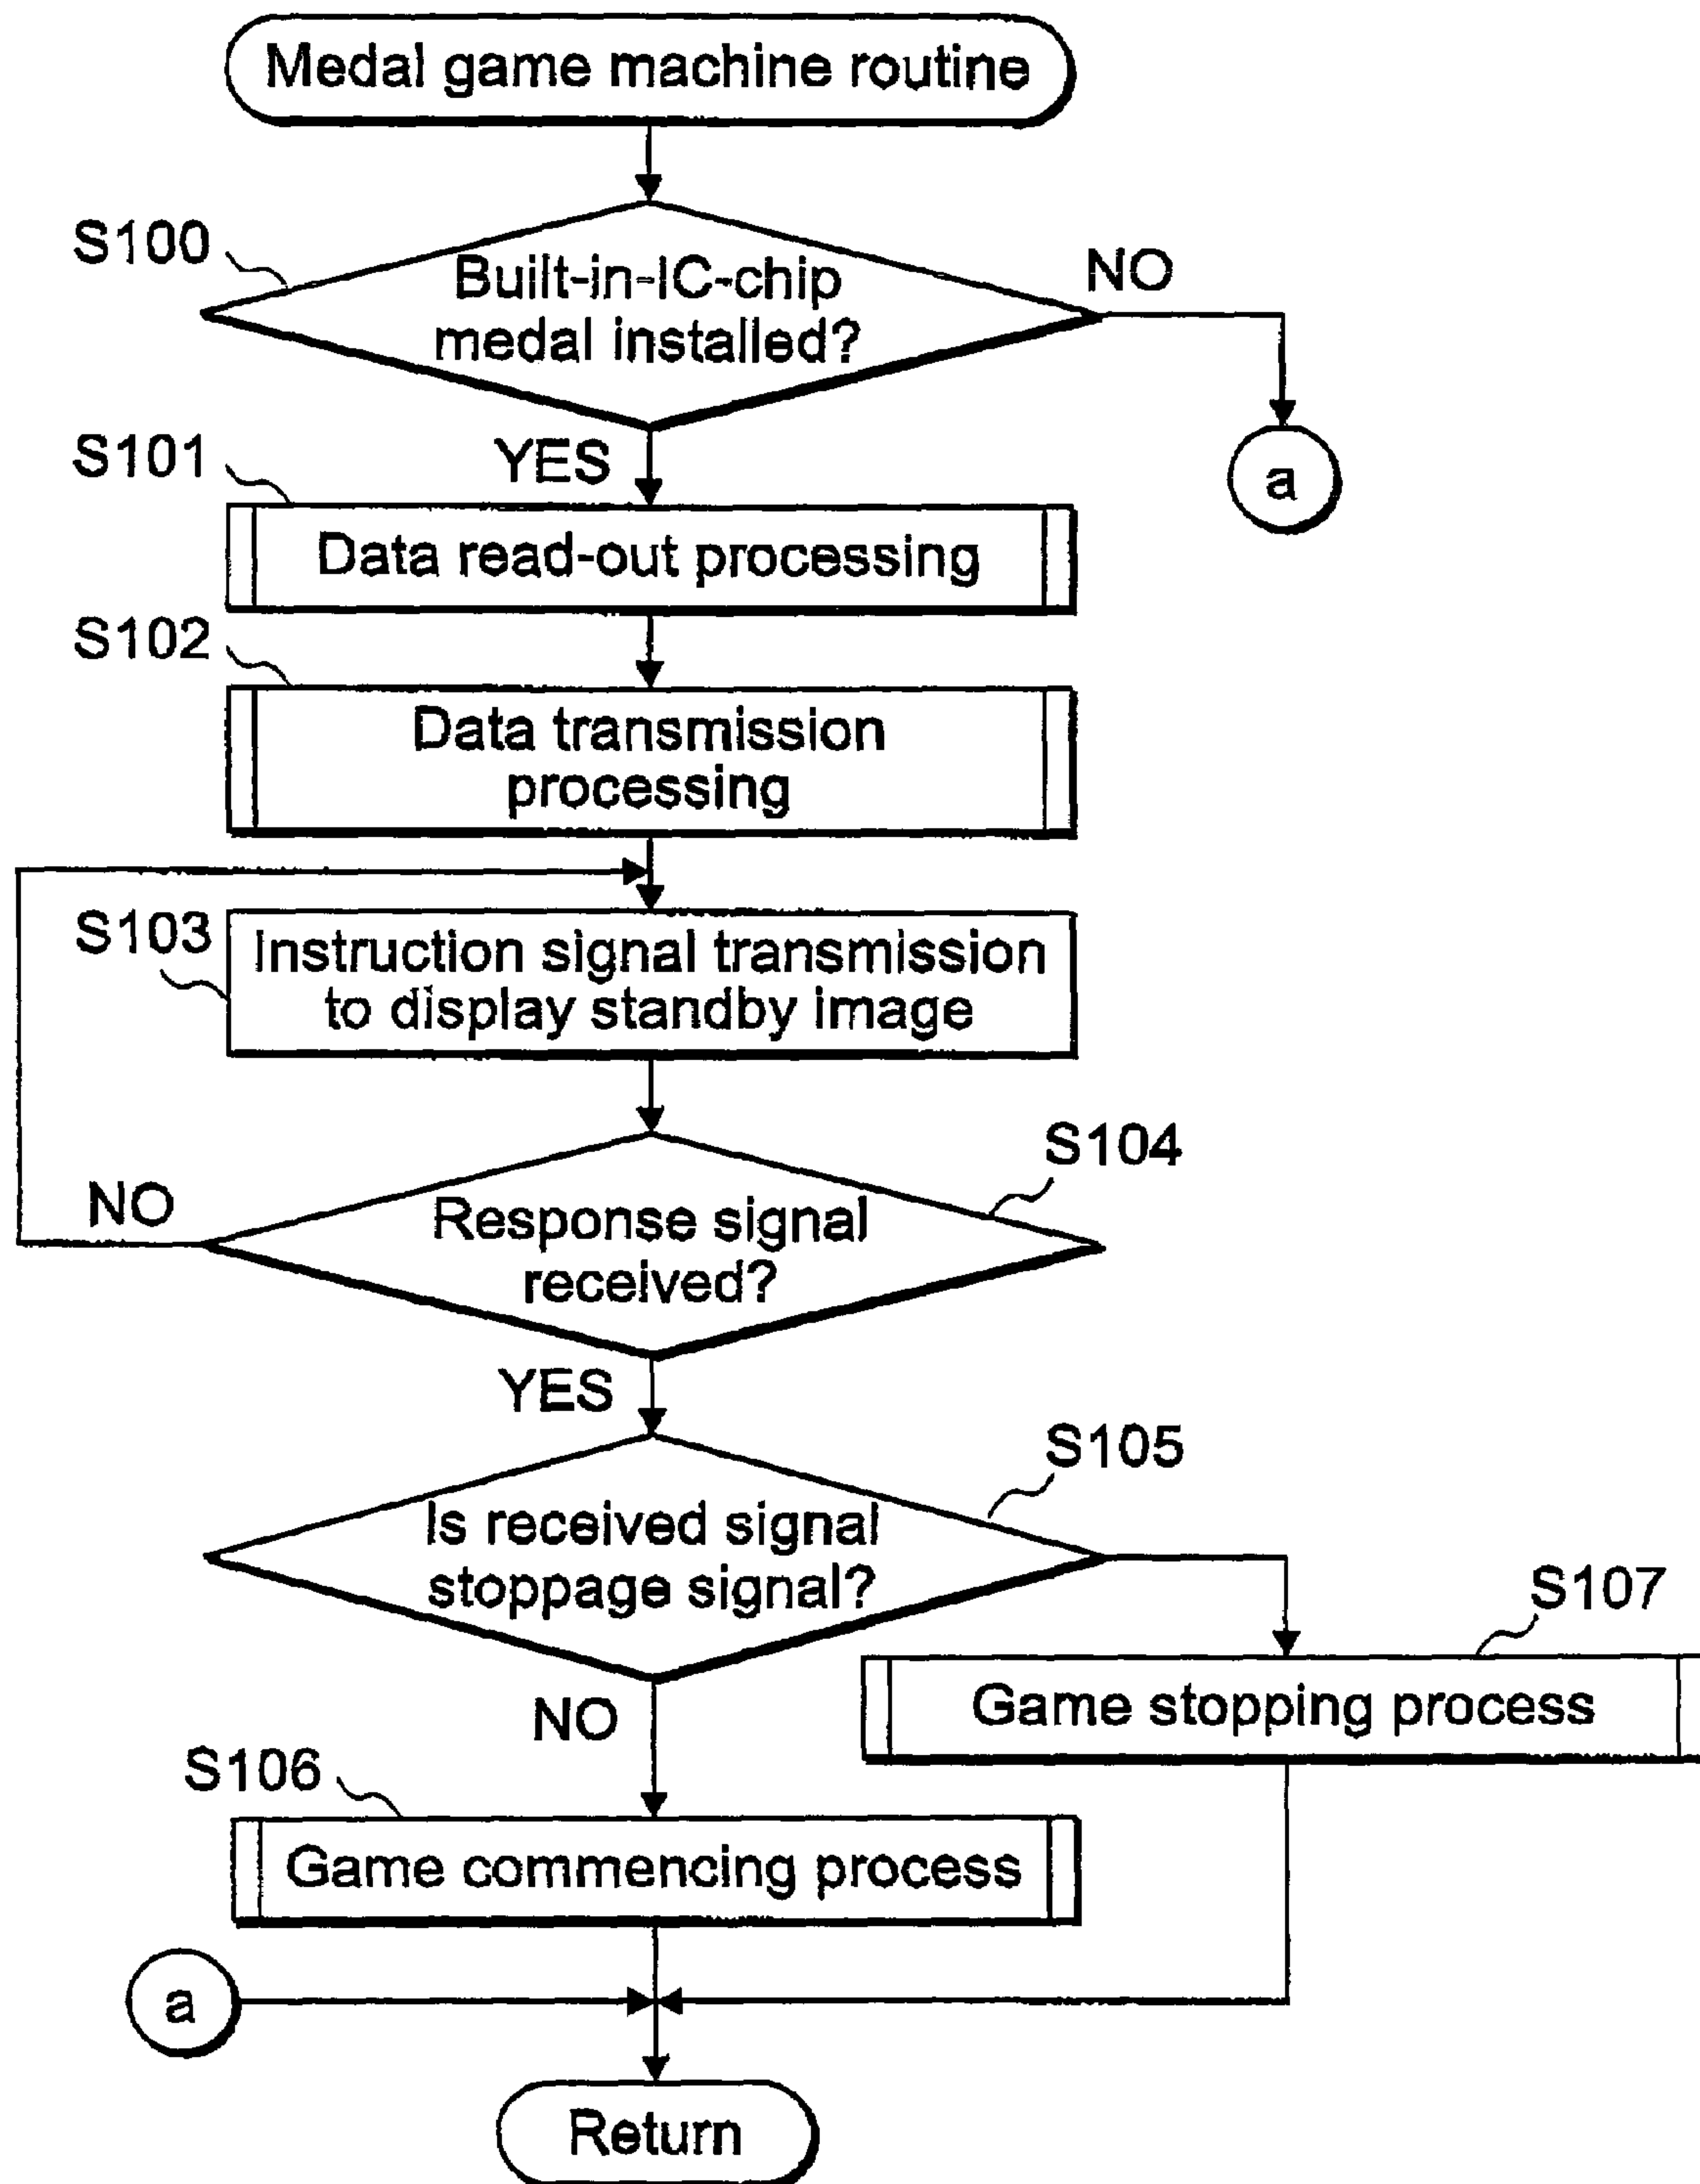 Medal game machine routine
S100
Built-in-IC-chip
medal installed?
NO
a
YES
S101
Data read-out processing
S102
Data transmission
processing
S103
Instruction signal transmission
to display standby image
S104
Response signal
received?
NO
YES
S105
Is received signal
stoppage signal?
S107
Game stopping process
NO
S106
Game commencing process
a
Return